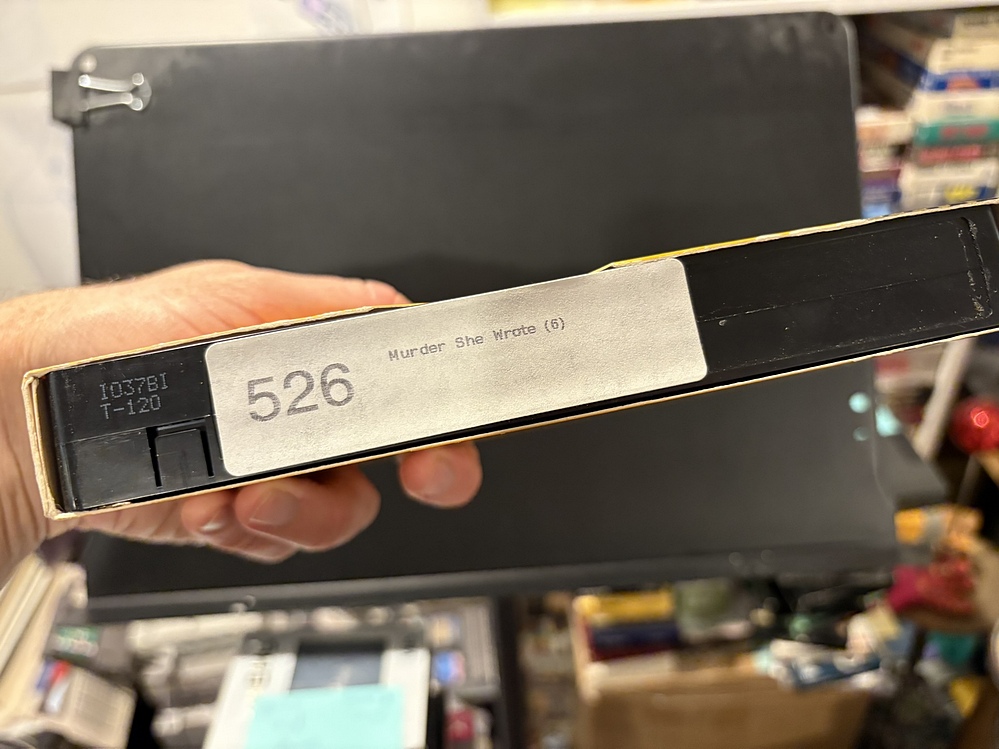 I037BI
T-120
526
Murder She Wrote (6)